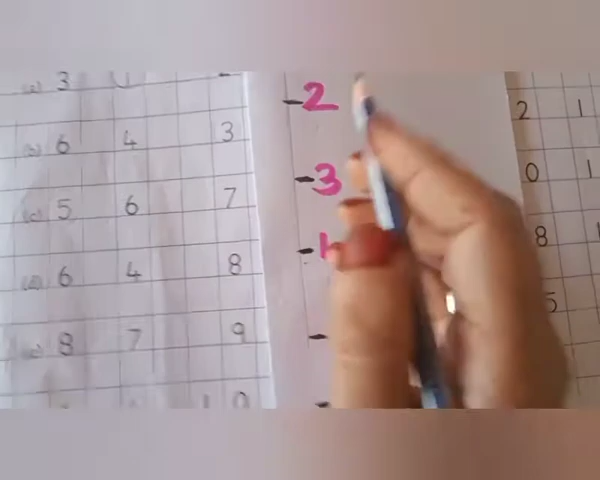 (a) 3 -2
(b) 6 4 3 2 1
(c) 5 6 7 -3 0 1
(d) 6 4 8 - 8
(e) 8 7 9 - 5